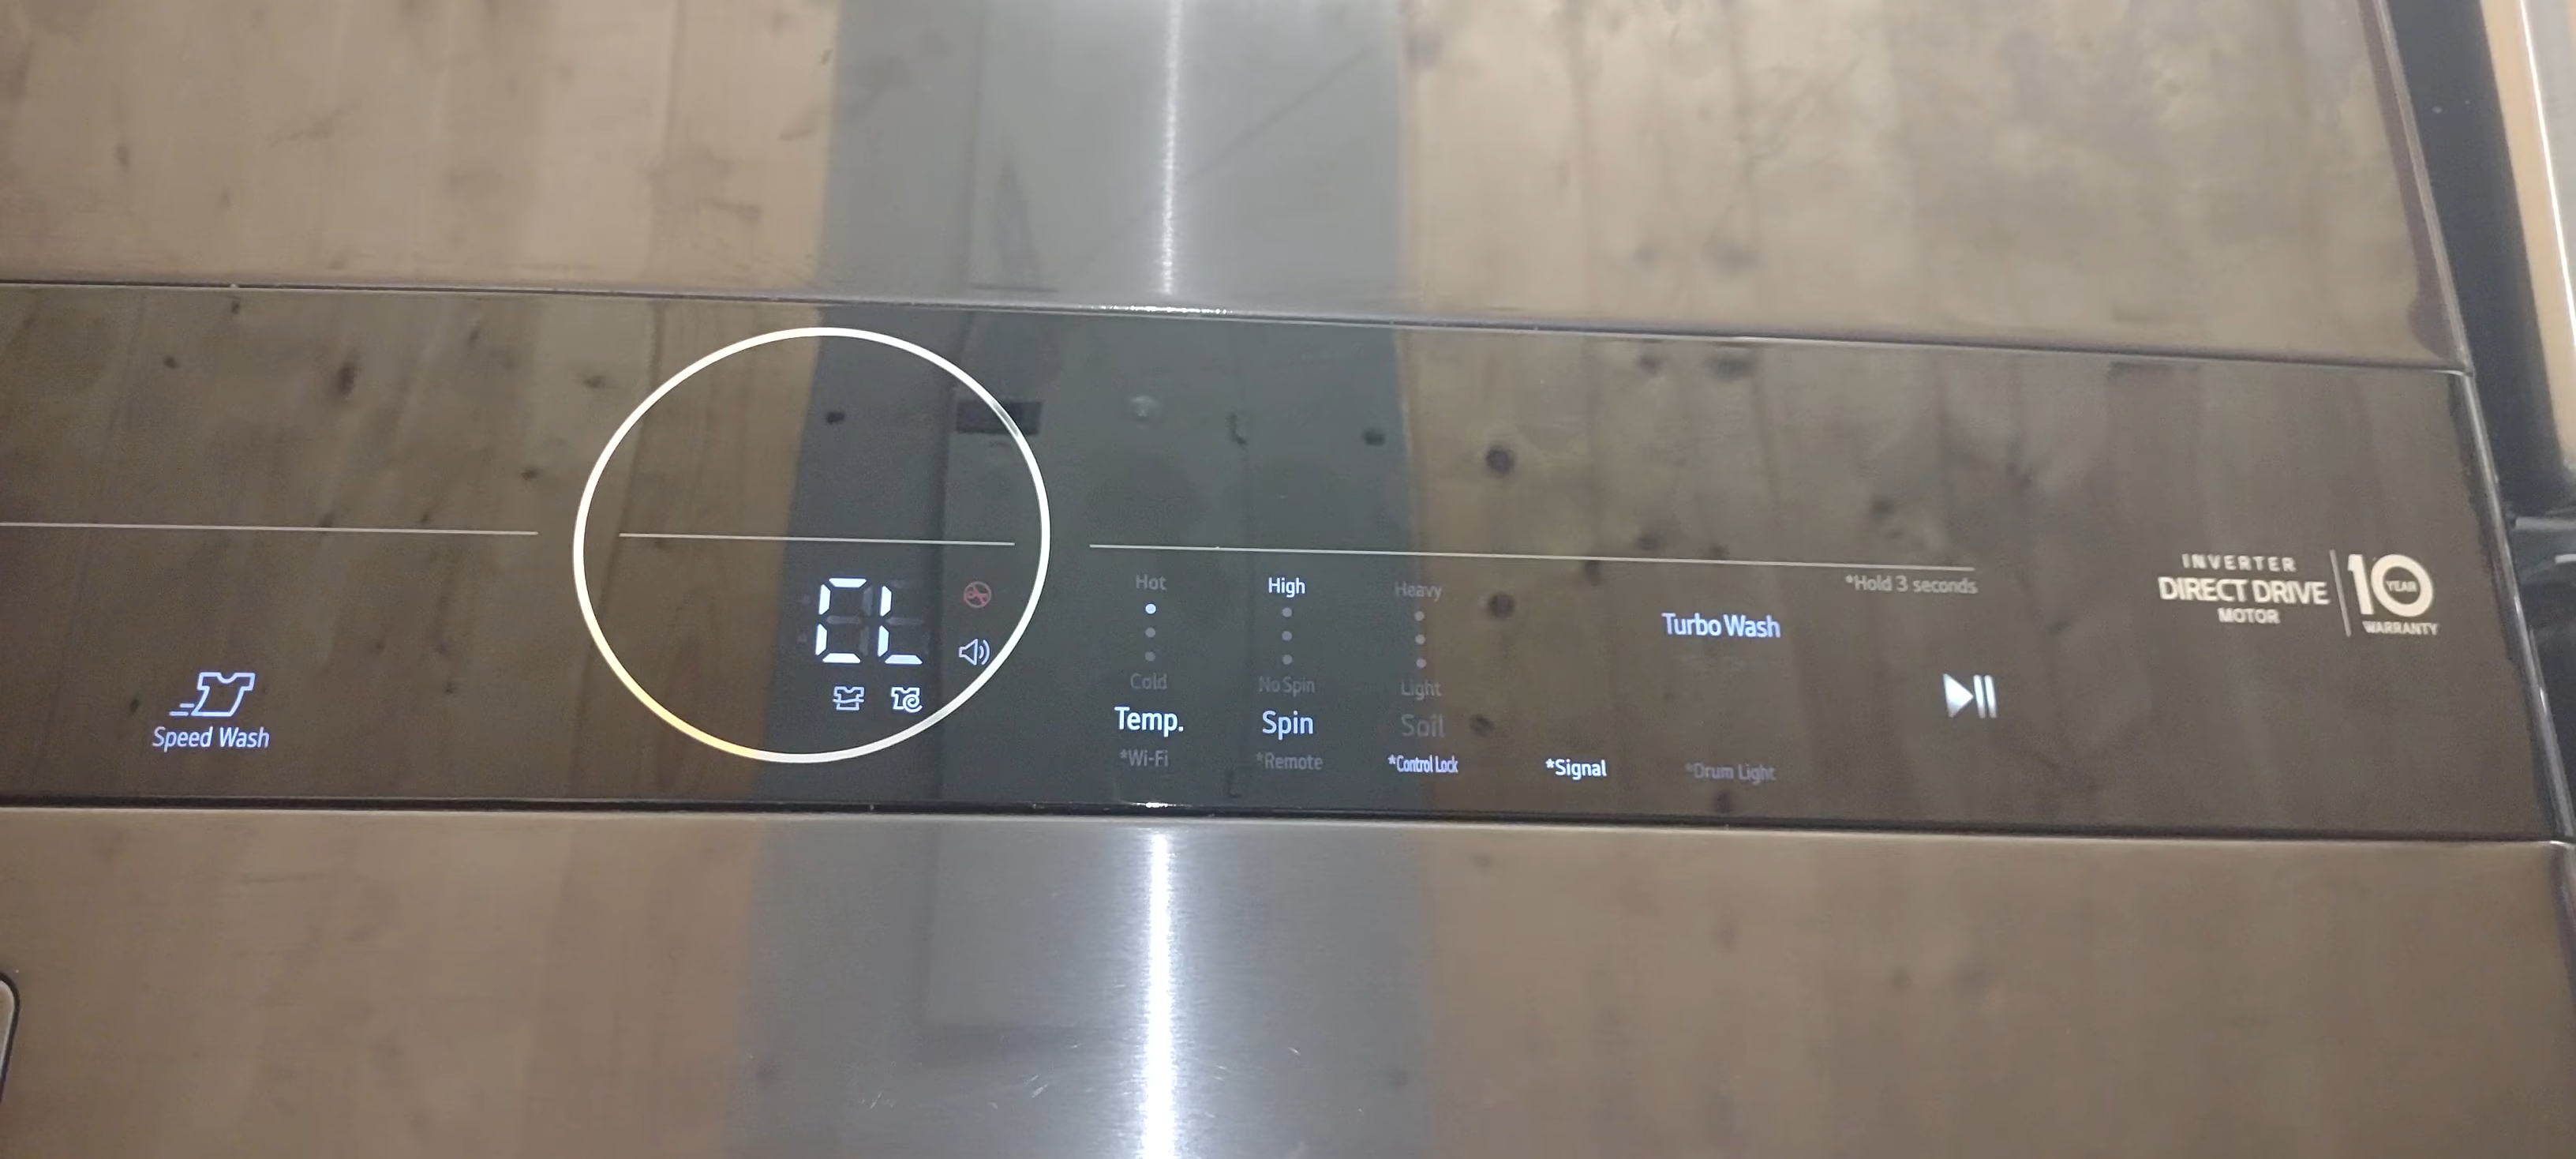 CL
Speed Wash
Hot
Cold
Temp.
*Wi-Fi
High
No Spin
Spin
*Remote
Heavy
Light
Soil
*Control Lock
*Signal
Turbo Wash
*Drum Light
*Hold 3 seconds
INVERTER
DIRECT DRIVE
MOTOR
10
YEAR
WARRANTY